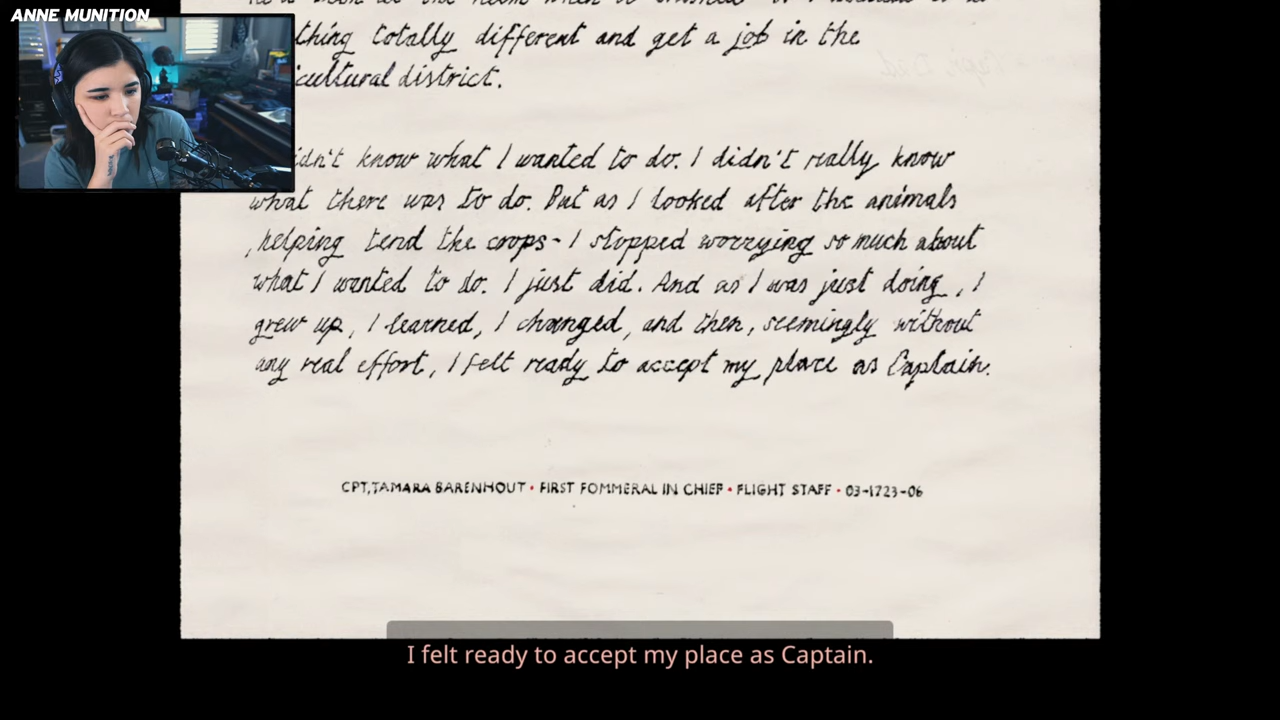 ANNE MUNITION
thing totally different and get a job in the
icultural district.
idn't know what I wanted to do. I didn't really know
what there was to do. But as I looked after the animals
,helping tend the crops - I stopped worrying so much about
what I wanted to do. I just did. And as I was just doing, I
grew up, I learned, I changed, and then, seemingly without
any real effort, I felt ready to accept my place as Captain.
CPT,TAMARA BARENHOUT • FIRST FOMMERAL IN CHIEF • FLIGHT STAFF • 03-1723-06
I felt ready to accept my place as Captain.